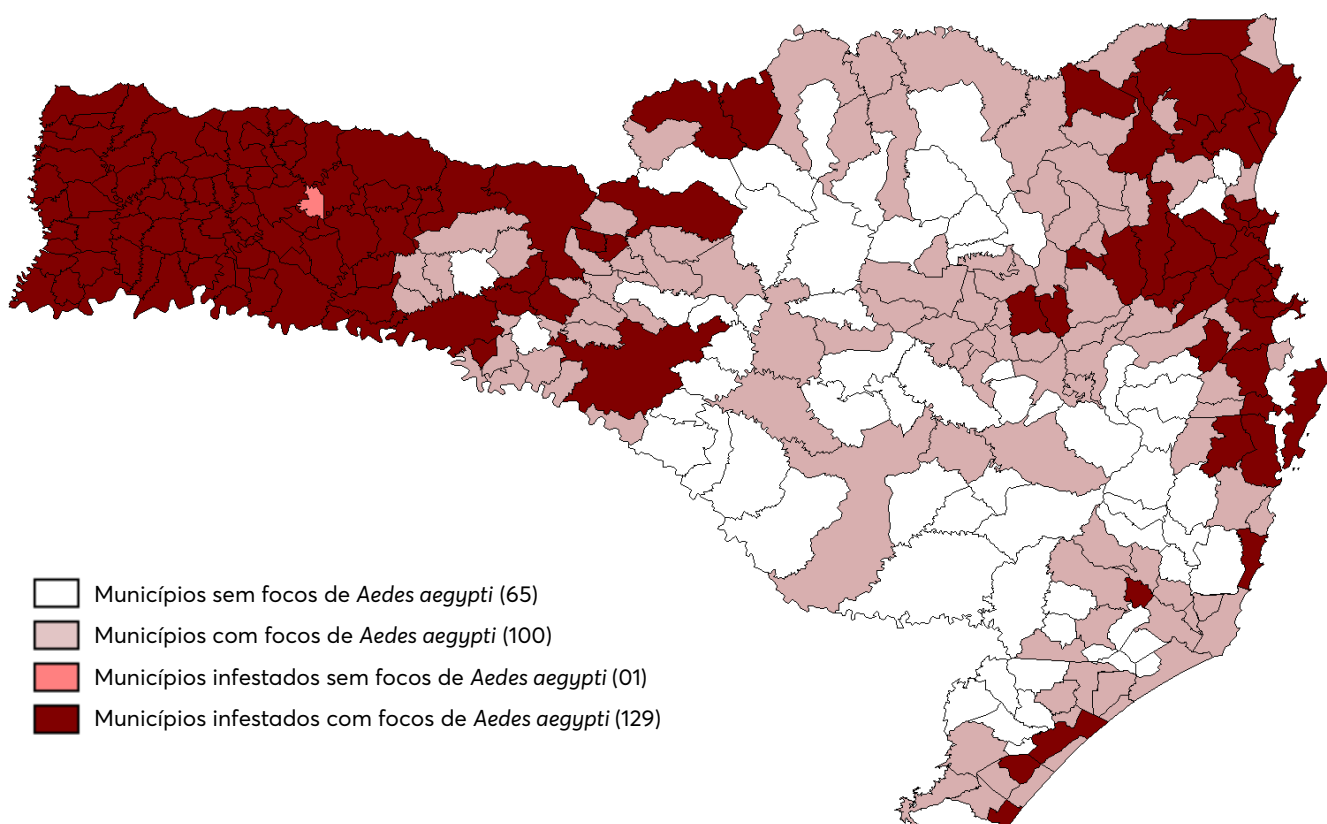 Municípios sem focos de Aedes aegypti (65)
Municípios com focos de Aedes aegypti (100)
Municípios infestados sem focos de Aedes aegypti (01)
Municípios infestados com focos de Aedes aegypti (129)